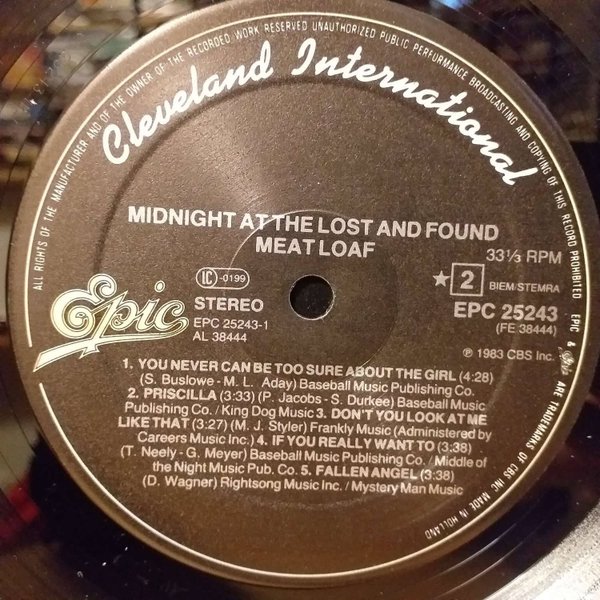 ALL RIGHTS OF THE MANUFACTURER AND OF THE OWNER OF THE RECORDED WORK RESERVED UNAUTHORIZED PUBLIC PERFORMANCE BROADCASTING AND COPYING OF THIS RECORD PROHIBITED EPIC & ARE TRADEMARKS OF CBS INC MADE IN HOLLAND
Cleveland International
MIDNIGHT AT THE LOST AND FOUND
MEAT LOAF
33⅓ RPM
LC -0199
★ 2 BIEM/STEMRA
Epic
STEREO
EPC 25243
EPC 25243-1
(FE 38444)
AL 38444
℗ 1983 CBS Inc.
1. YOU NEVER CAN BE TOO SURE ABOUT THE GIRL (4:28)
(S. Buslowe - M. L. Aday) Baseball Music Publishing Co.
2. PRISCILLA (3:33) (P. Jacobs - S. Durkee) Baseball Music
Publishing Co. / King Dog Music 3. DON'T YOU LOOK AT ME
LIKE THAT (3:27) (M. J. Styler) Frankly Music (Administered by
Careers Music Inc.) 4. IF YOU REALLY WANT TO (3:38)
(T. Neely - G. Meyer) Baseball Music Publishing Co. / Middle of
the Night Music Pub. Co. 5. FALLEN ANGEL (3:38)
(D. Wagner) Rightsong Music Inc. / Mystery Man Music